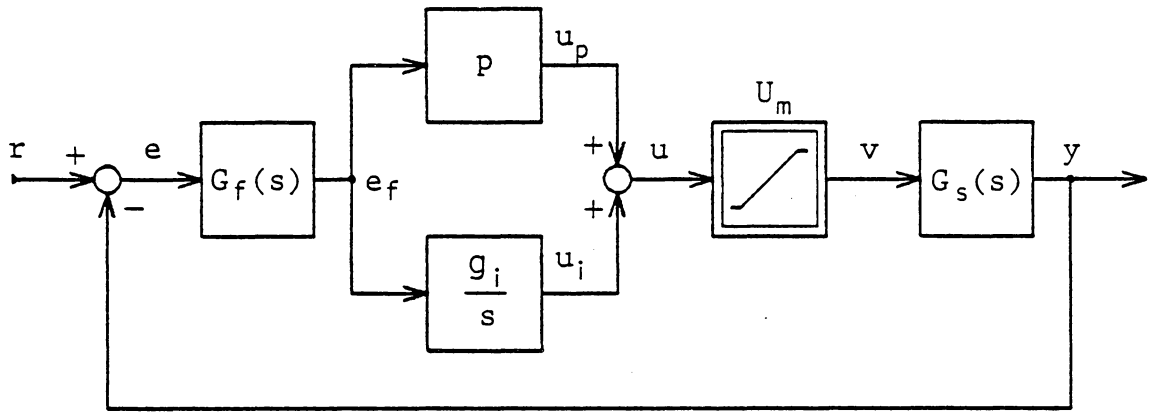 p
u_p
U_m
r
+
e
G_f(s)
e_f
+
u
v
G_s(s)
y
−
+
g_i
s
u_i